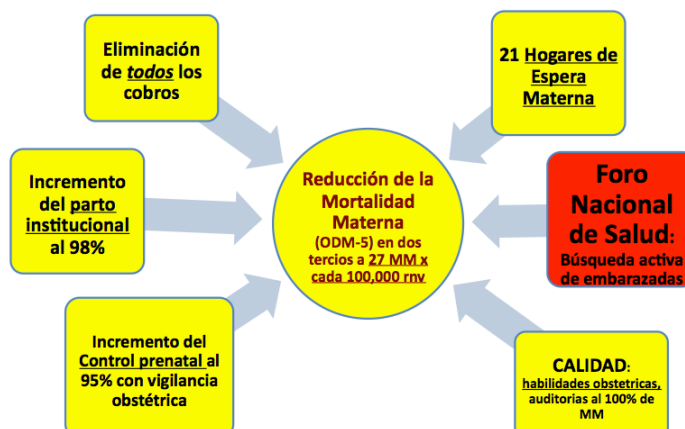 Eliminación
de todos los
cobros
21 Hogares de
Espera
Materna
Incremento
del parto
institucional
al 98%
Reducción de la
Mortalidad
Materna
(ODM-5) en dos
tercios a 27 MM x
cada 100,000 rnv
Foro
Nacional
de Salud:
Búsqueda activa
de embarazadas
Incremento del
Control prenatal al
95% con vigilancia
obstétrica
CALIDAD:
habilidades obstetricas,
auditorias al 100% de
MM